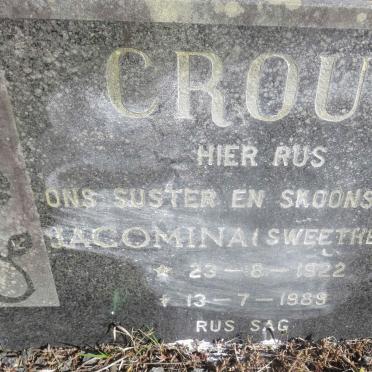 CROU
HIER RUS
ONS SUSTER EN SKOONS
JACOMINA (SWEETHE
* 23-8-1922
† 13-7-1989
RUS SAG